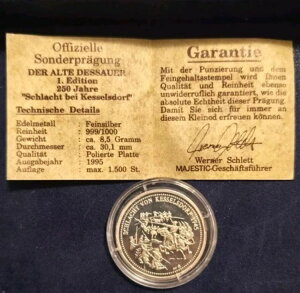 Offizielle
Sonderprägung
DER ALTE DESSAUER
1. Edition
250 Jahre
"Schlacht bei Kesselsdorf"
Technische Details
Edelmetall : Feinsilber
Reinheit : 999/1000
Gewicht : ca. 8,5 Gramm
Durchmesser : ca. 30,1 mm
Qualität : Polierte Platte
Ausgabejahr : 1995
Auflage : max. 1.500 St.
Garantie
Mit der Punzierung und dem
Feingehaltsstempel wird Ihnen
Qualität und Reinheit ebenso
unwiderruflich garantiert, wie die
absolute Echtheit dieser Prägung.
Damit Sie sich für immer an
diesem Kleinod erfreuen können.
Werner Schlett
MAJESTIC-Geschäftsführer
SCHLACHT VON KESSELSDORF